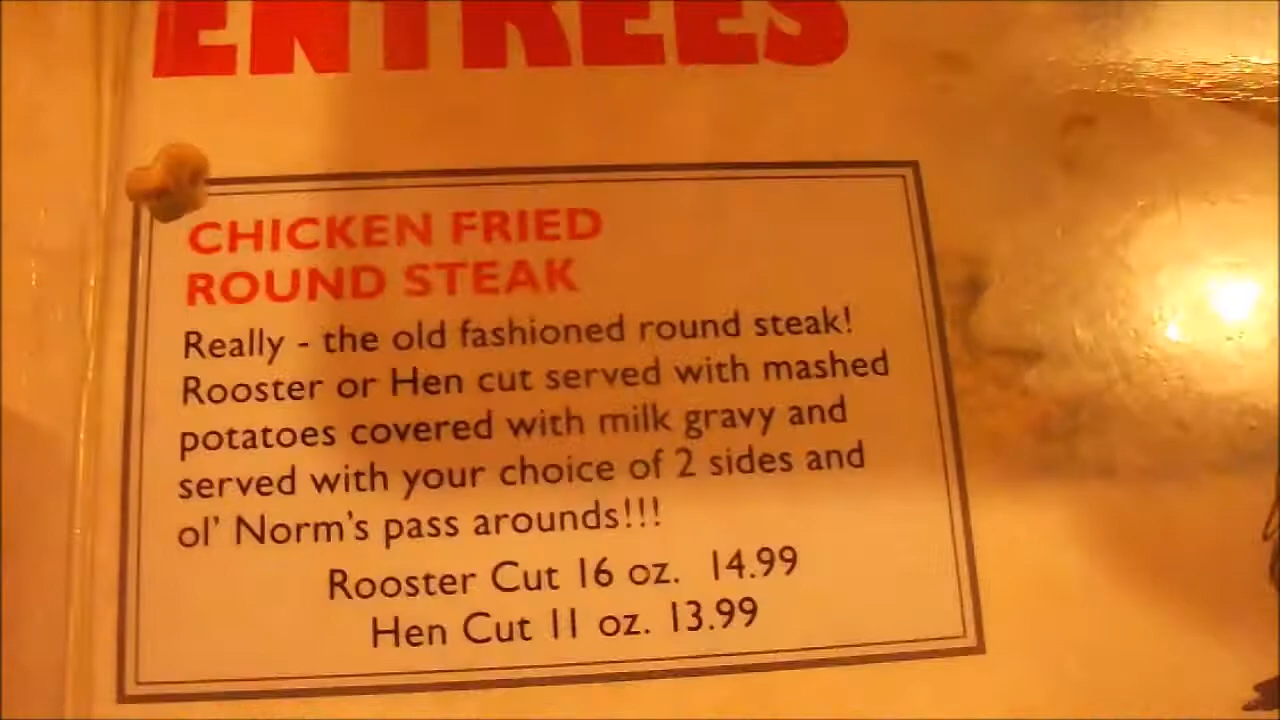 ENTREES
CHICKEN FRIED
ROUND STEAK
Really - the old fashioned round steak!
Rooster or Hen cut served with mashed
potatoes covered with milk gravy and
served with your choice of 2 sides and
ol' Norm's pass arounds!!!
Rooster Cut 16 oz. 14.99
Hen Cut 11 oz. 13.99